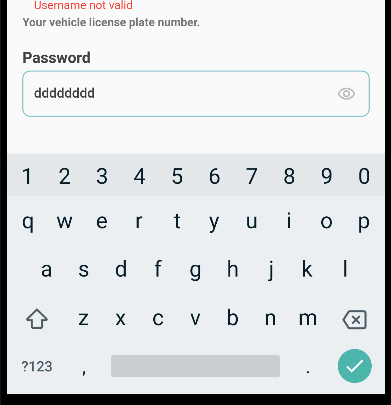 Username not valid
Your vehicle license plate number.
Password
dddddddd
1 2 3 4 5 6 7 8 9 0
q w e r t y u i o p
a s d f g h j k l
z x c v b n m
?123 , .